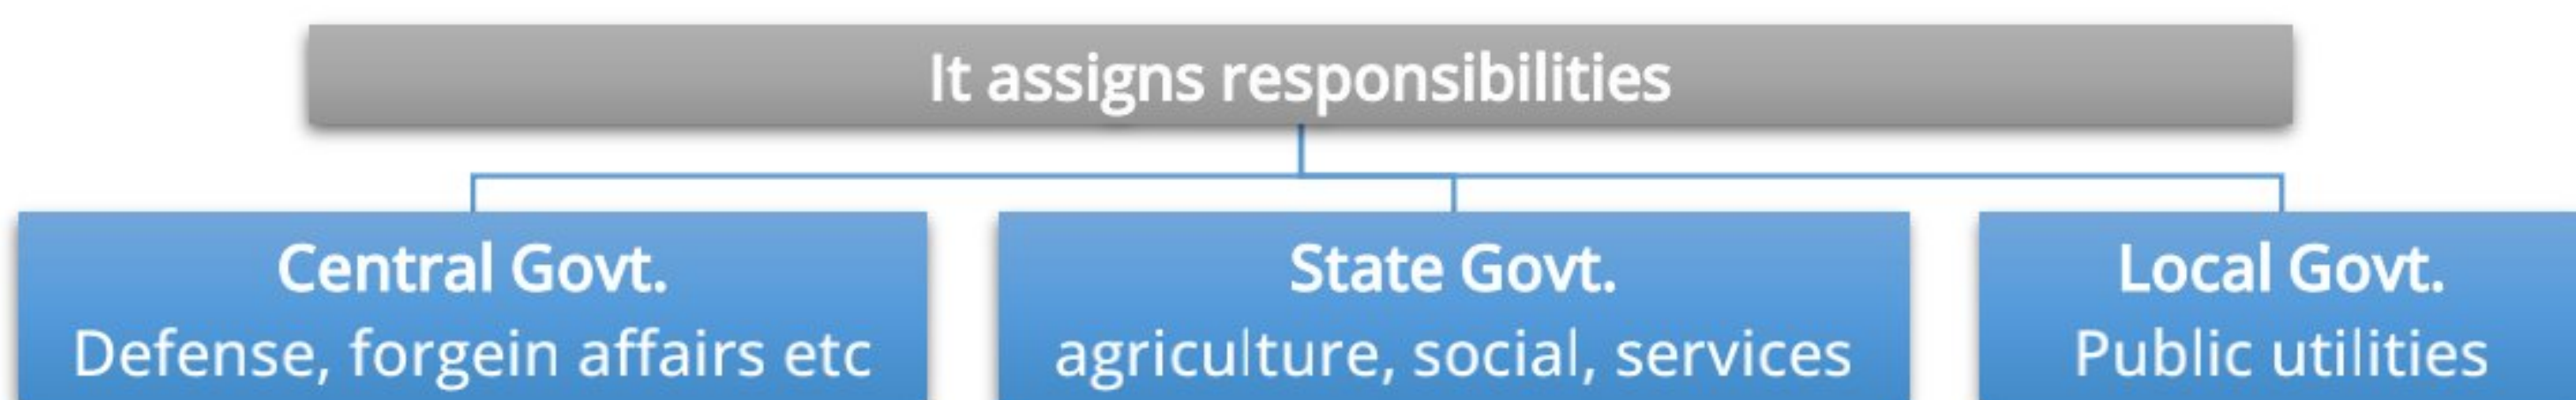 It assigns responsibilities
Central Govt.
Defense, forgein affairs etc
State Govt.
agriculture, social, services
Local Govt.
Public utilities